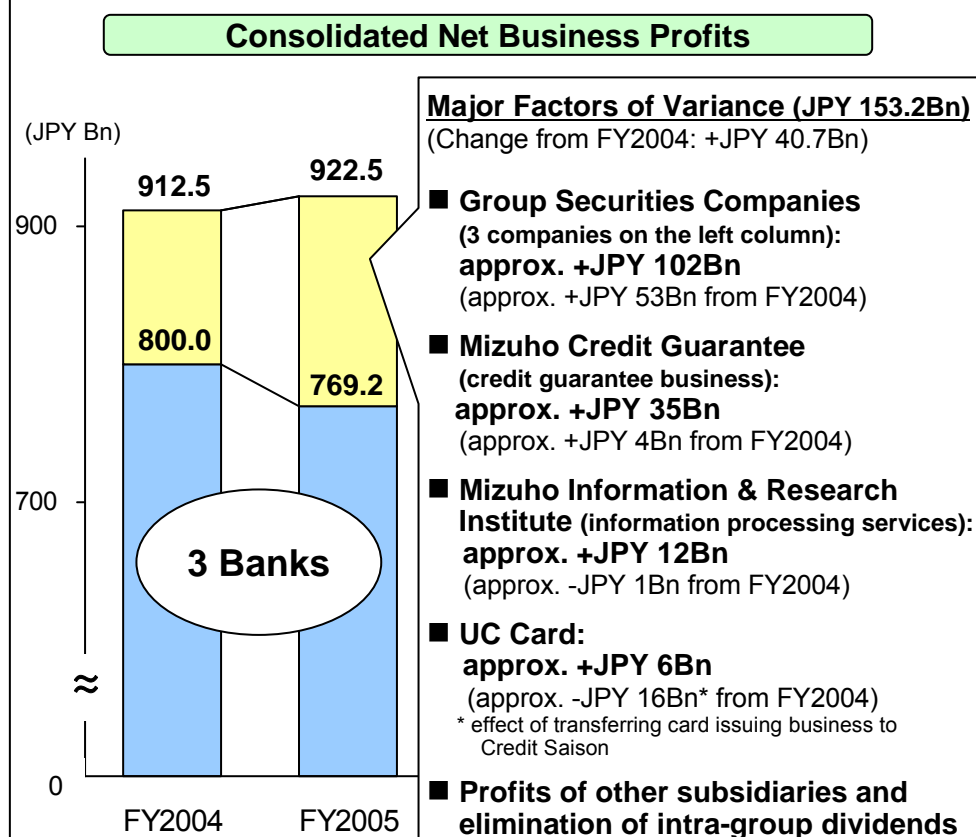 Consolidated Net Business Profits
(JPY Bn)
912.5
922.5
900
800.0
769.2
700
3 Banks
≈
0
FY2004
FY2005
Major Factors of Variance (JPY 153.2Bn)
(Change from FY2004: +JPY 40.7Bn)
■ Group Securities Companies
(3 companies on the left column):
approx. +JPY 102Bn
(approx. +JPY 53Bn from FY2004)
■ Mizuho Credit Guarantee
(credit guarantee business):
approx. +JPY 35Bn
(approx. +JPY 4Bn from FY2004)
■ Mizuho Information & Research
Institute (information processing services):
approx. +JPY 12Bn
(approx. -JPY 1Bn from FY2004)
■ UC Card:
approx. +JPY 6Bn
(approx. -JPY 16Bn* from FY2004)
* effect of transferring card issuing business to
Credit Saison
■ Profits of other subsidiaries and
elimination of intra-group dividends